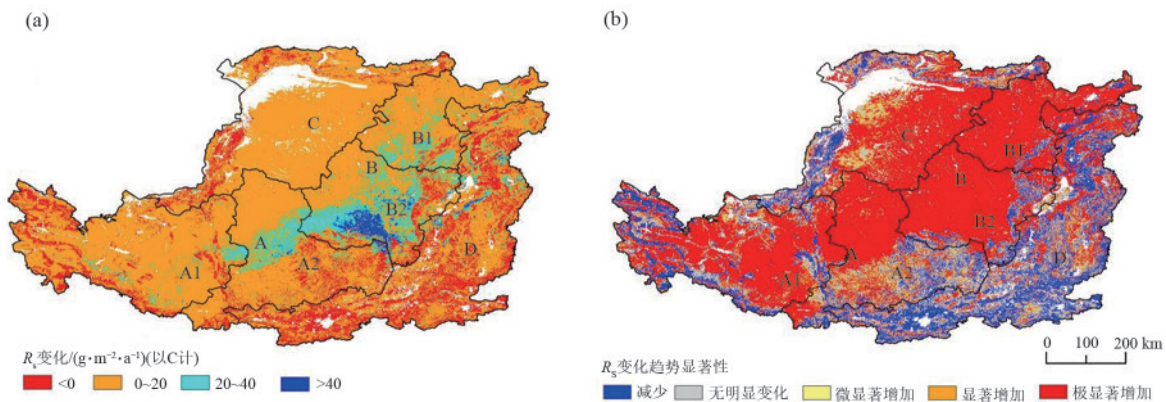 (a)
C
B1
B
B2
A
A1
A2
D
R_s变化/(g·m⁻²·a⁻¹)(以C计)
<0 0~20 20~40 >40
(b)
C
B1
B
B2
A
A1
A2
D
0 100 200 km
R_S变化趋势显著性
减少 无明显变化 微显著增加 显著增加 极显著增加